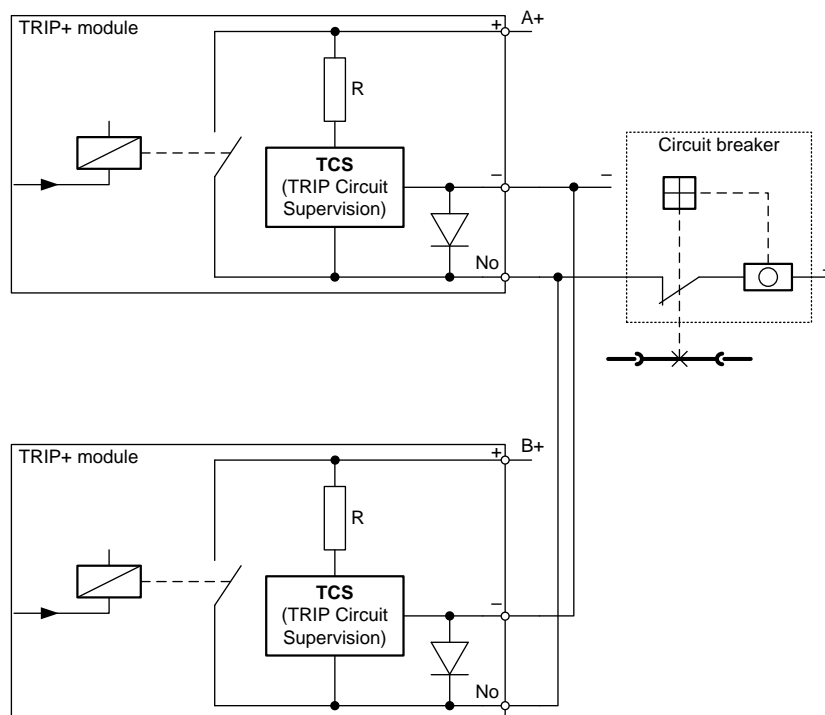 TRIP+ module
+
A+
R
TCS
(TRIP Circuit
Supervision)
–
–
No
Circuit breaker
–
TRIP+ module
+
B+
R
TCS
(TRIP Circuit
Supervision)
–
No